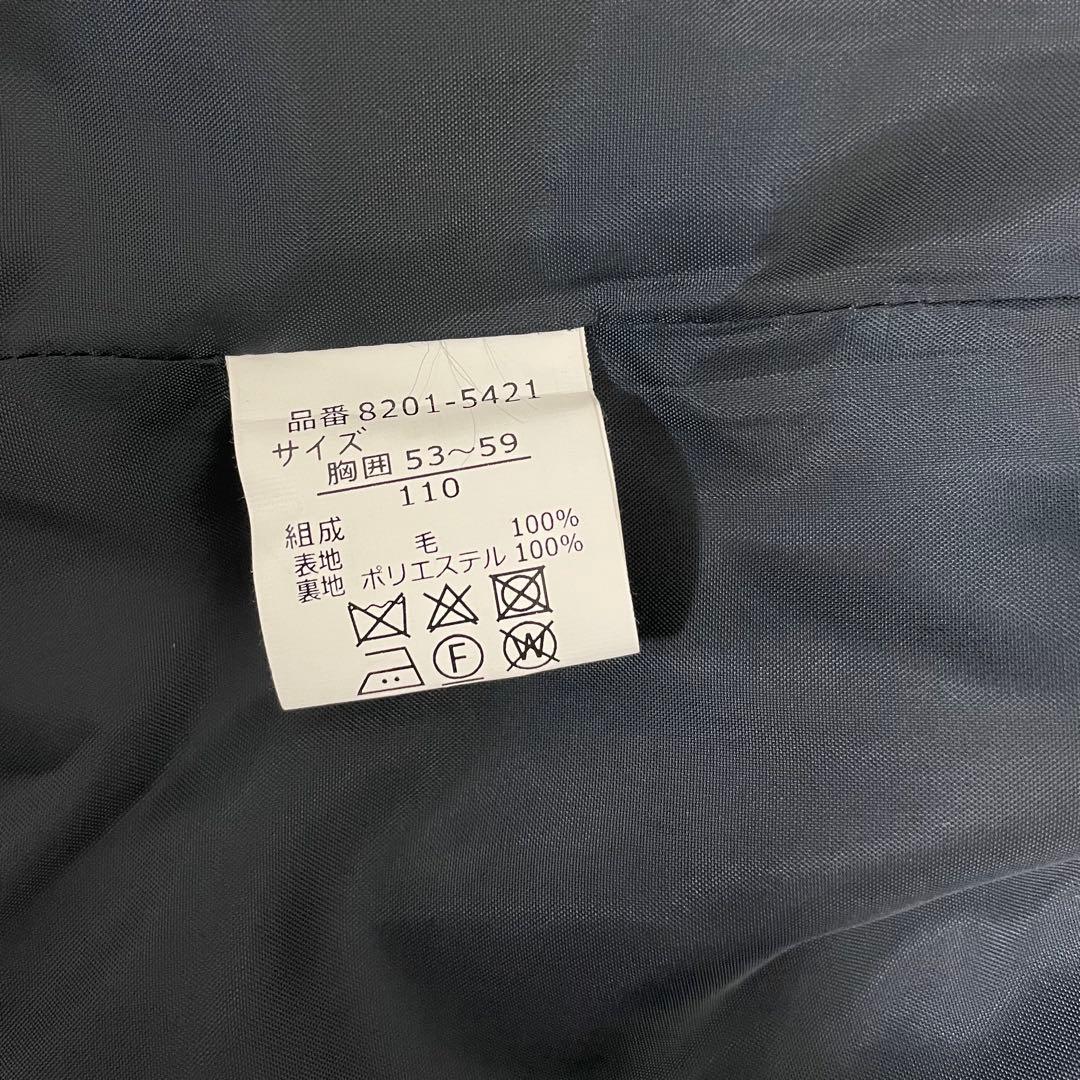 品番 8201-5421
サイズ
胸囲 53～59
110
組成
表地 毛 100%
裏地 ポリエステル 100%
F
W